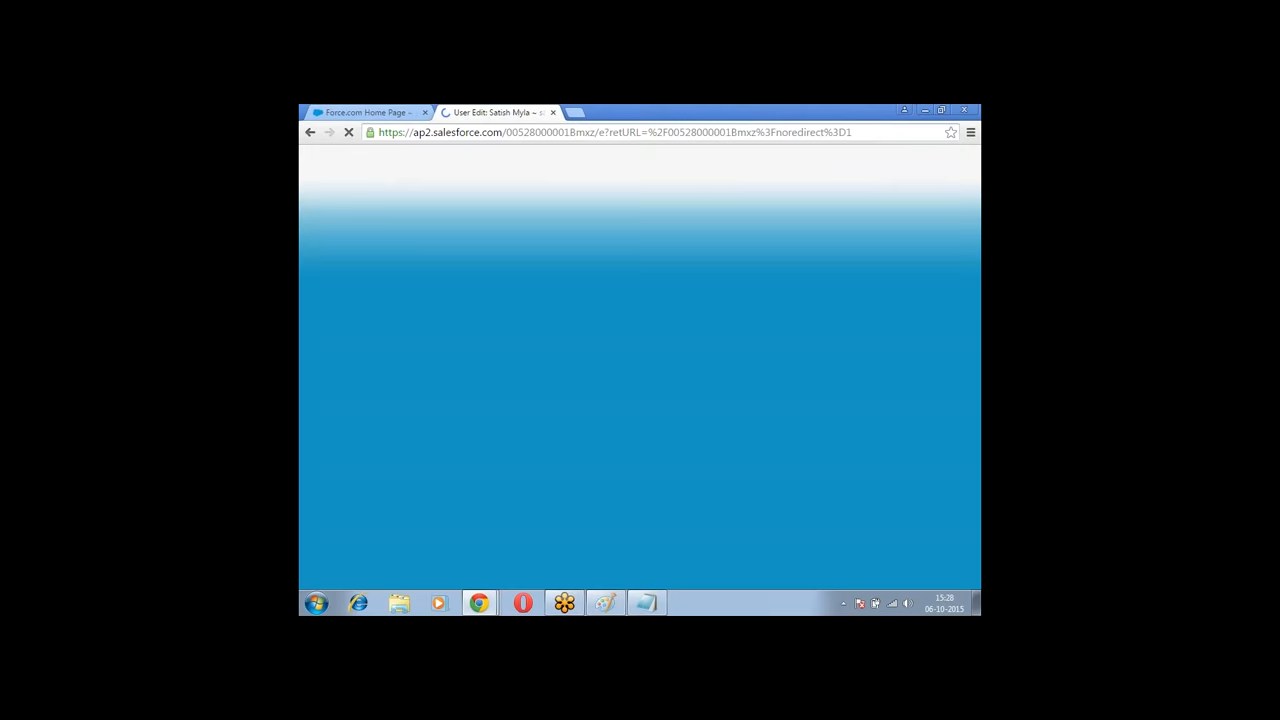 Force.com Home Page ~
User Edit: Satish Myla ~
https://ap2.salesforce.com/00528000001Bmxz/e?retURL=%2F00528000001Bmxz%3Fnoredirect%3D1
15:28
06-10-2015